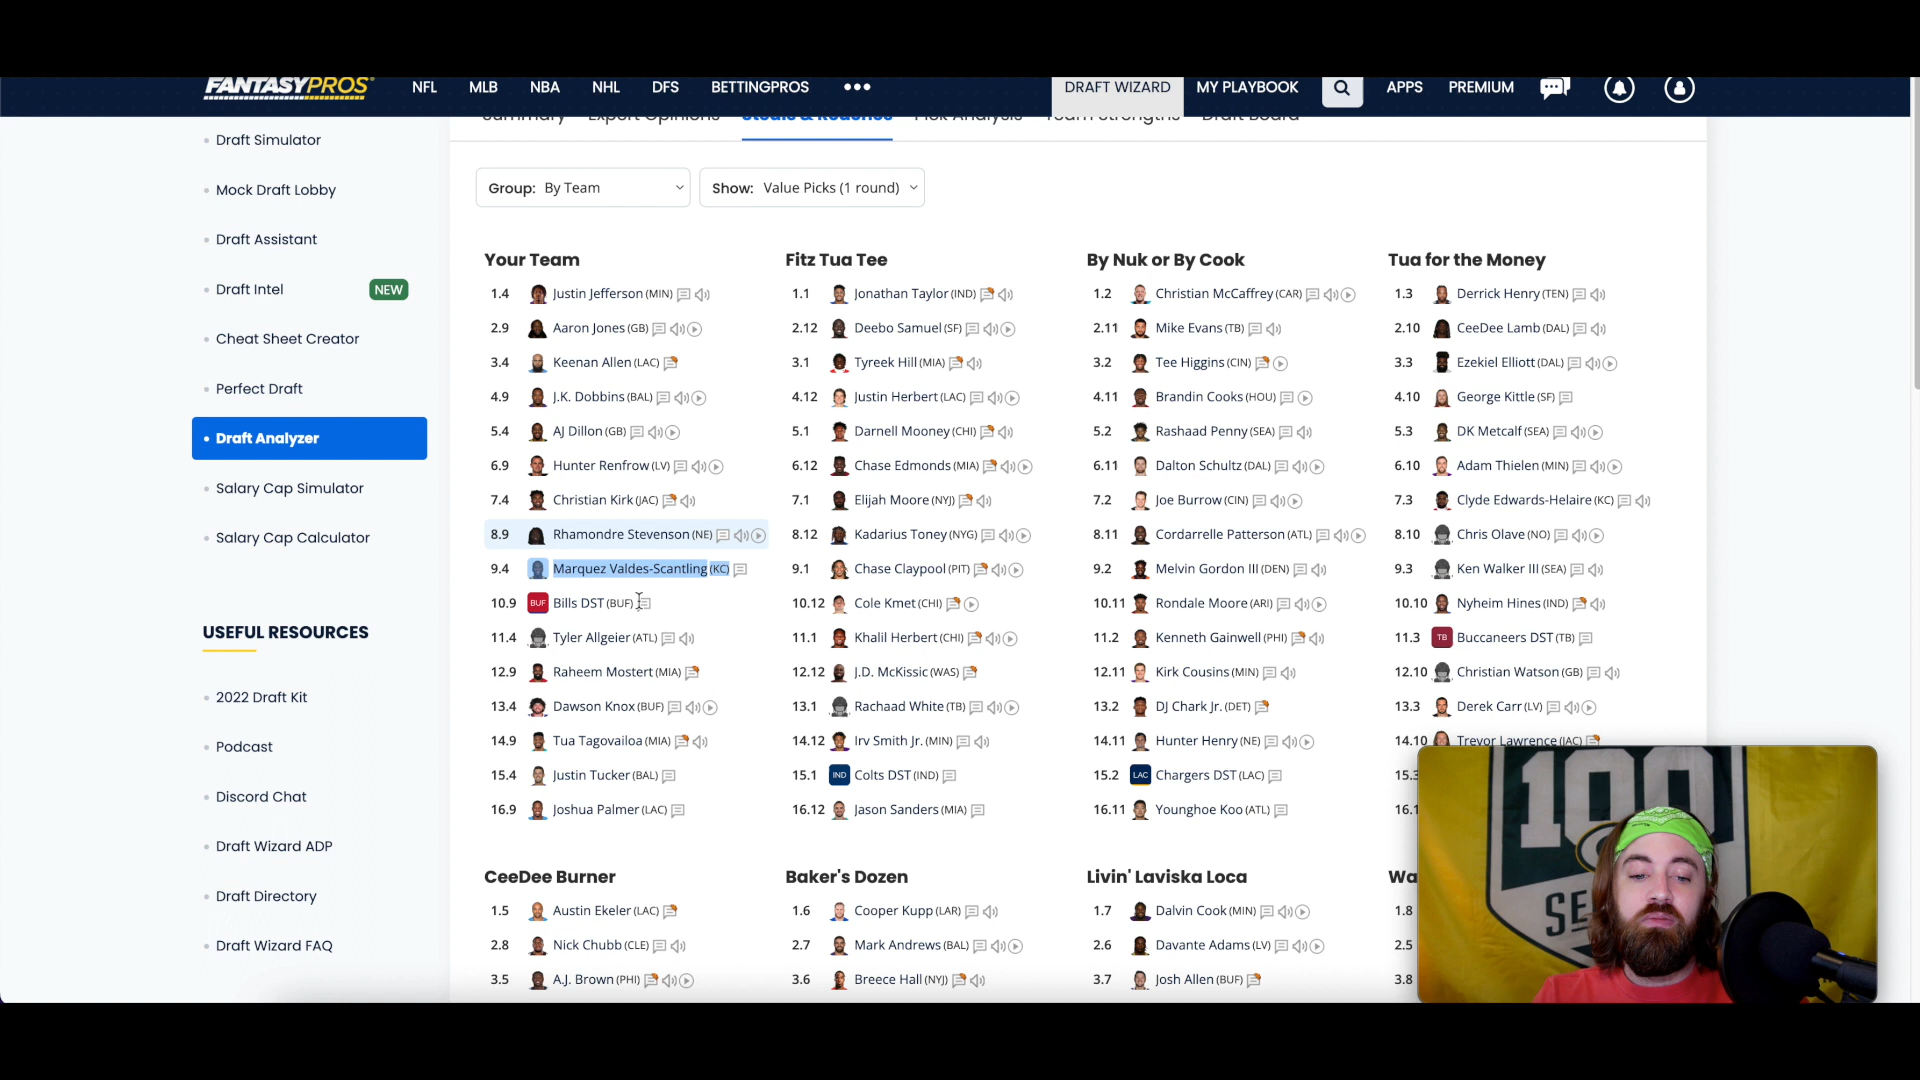 FANTASYPROS NFL MLB NBA NHL DFS BETTINGPROS ••• DRAFT WIZARD MY PLAYBOOK APPS PREMIUM
Summary Expert Opinions Steals & Reaches Pick Analysis Team Strengths Draft Board
Draft Simulator
Mock Draft Lobby
Draft Assistant
Draft Intel NEW
Cheat Sheet Creator
Perfect Draft
Draft Analyzer
Salary Cap Simulator
Salary Cap Calculator
USEFUL RESOURCES
2022 Draft Kit
Podcast
Discord Chat
Draft Wizard ADP
Draft Directory
Draft Wizard FAQ
Group: By Team Show: Value Picks (1 round)
Your Team
1.4 Justin Jefferson (MIN)
2.9 Aaron Jones (GB)
3.4 Keenan Allen (LAC)
4.9 J.K. Dobbins (BAL)
5.4 AJ Dillon (GB)
6.9 Hunter Renfrow (LV)
7.4 Christian Kirk (JAC)
8.9 Rhamondre Stevenson (NE)
9.4 Marquez Valdes-Scantling (KC)
10.9 BUF Bills DST (BUF)
11.4 Tyler Allgeier (ATL)
12.9 Raheem Mostert (MIA)
13.4 Dawson Knox (BUF)
14.9 Tua Tagovailoa (MIA)
15.4 Justin Tucker (BAL)
16.9 Joshua Palmer (LAC)
Fitz Tua Tee
1.1 Jonathan Taylor (IND)
2.12 Deebo Samuel (SF)
3.1 Tyreek Hill (MIA)
4.12 Justin Herbert (LAC)
5.1 Darnell Mooney (CHI)
6.12 Chase Edmonds (MIA)
7.1 Elijah Moore (NYJ)
8.12 Kadarius Toney (NYG)
9.1 Chase Claypool (PIT)
10.12 Cole Kmet (CHI)
11.1 Khalil Herbert (CHI)
12.12 J.D. McKissic (WAS)
13.1 Rachaad White (TB)
14.12 Irv Smith Jr. (MIN)
15.1 IND Colts DST (IND)
16.12 Jason Sanders (MIA)
By Nuk or By Cook
1.2 Christian McCaffrey (CAR)
2.11 Mike Evans (TB)
3.2 Tee Higgins (CIN)
4.11 Brandin Cooks (HOU)
5.2 Rashaad Penny (SEA)
6.11 Dalton Schultz (DAL)
7.2 Joe Burrow (CIN)
8.11 Cordarrelle Patterson (ATL)
9.2 Melvin Gordon III (DEN)
10.11 Rondale Moore (ARI)
11.2 Kenneth Gainwell (PHI)
12.11 Kirk Cousins (MIN)
13.2 DJ Chark Jr. (DET)
14.11 Hunter Henry (NE)
15.2 LAC Chargers DST (LAC)
16.11 Younghoe Koo (ATL)
Tua for the Money
1.3 Derrick Henry (TEN)
2.10 CeeDee Lamb (DAL)
3.3 Ezekiel Elliott (DAL)
4.10 George Kittle (SF)
5.3 DK Metcalf (SEA)
6.10 Adam Thielen (MIN)
7.3 Clyde Edwards-Helaire (KC)
8.10 Chris Olave (NO)
9.3 Ken Walker III (SEA)
10.10 Nyheim Hines (IND)
11.3 TB Buccaneers DST (TB)
12.10 Christian Watson (GB)
13.3 Derek Carr (LV)
14.10 Trevor Lawrence (JAC)
15.3
16.1
CeeDee Burner
1.5 Austin Ekeler (LAC)
2.8 Nick Chubb (CLE)
3.5 A.J. Brown (PHI)
Baker's Dozen
1.6 Cooper Kupp (LAR)
2.7 Mark Andrews (BAL)
3.6 Breece Hall (NYJ)
Livin' Laviska Loca
1.7 Dalvin Cook (MIN)
2.6 Davante Adams (LV)
3.7 Josh Allen (BUF)
Wa
1.8
2.5
3.8
100
SE